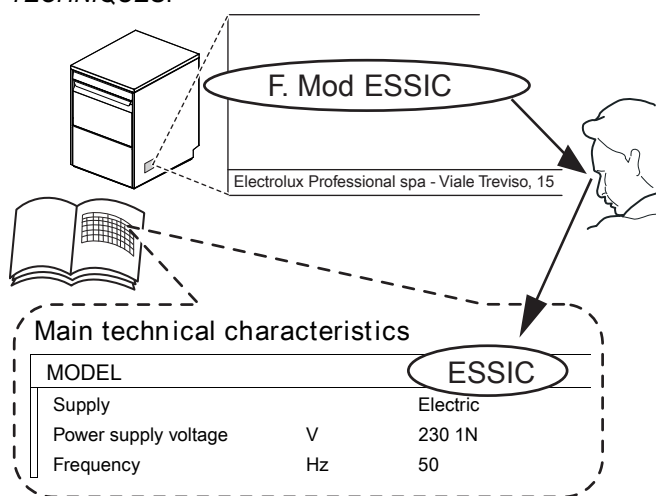 TECHNIQUES.
F. Mod ESSIC
Electrolux Professional spa - Viale Treviso, 15
Main technical characteristics
MODEL ESSIC
Supply Electric
Power supply voltage V 230 1N
Frequency Hz 50